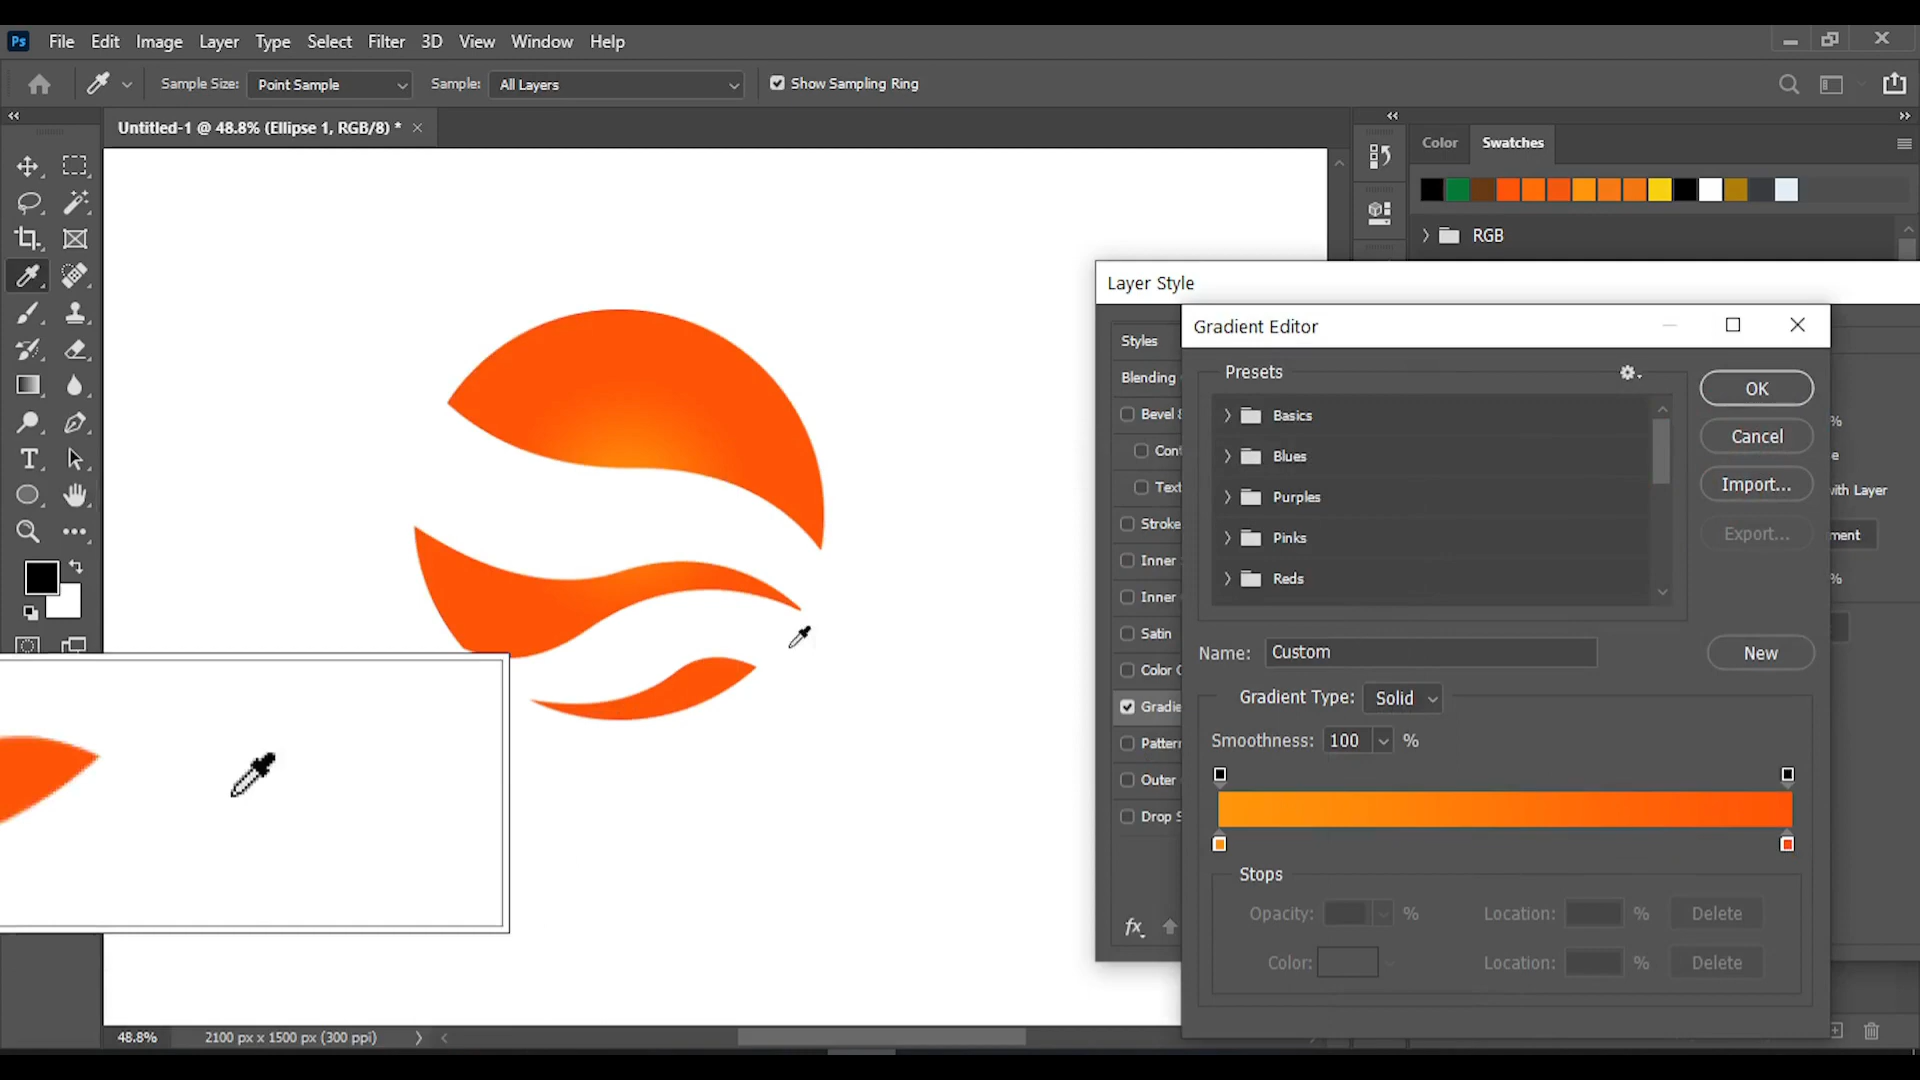 Ps File Edit Image Layer Type Select Filter 3D View Window Help
Sample Size: Point Sample Sample: All Layers Show Sampling Ring
Untitled-1 @ 48.8% (Ellipse 1, RGB/8) *
Color Swatches
RGB
Layer Style
Gradient Editor
Styles
Presets
Blending
OK
Basics
Bevel &
%
Cancel
Cont
Blues
Import...
Text
Purples
with Layer
Stroke
Pinks
Export...
ment
Inner
Reds
%
Inner
Satin
Name: Custom New
Color O
Gradient Type: Solid
Gradie
Smoothness: 100 %
Pattern
Outer
Drop S
Stops
Opacity: % Location: % Delete
fx
Color: Location: % Delete
48.8% 2100 px x 1500 px (300 ppi)
T